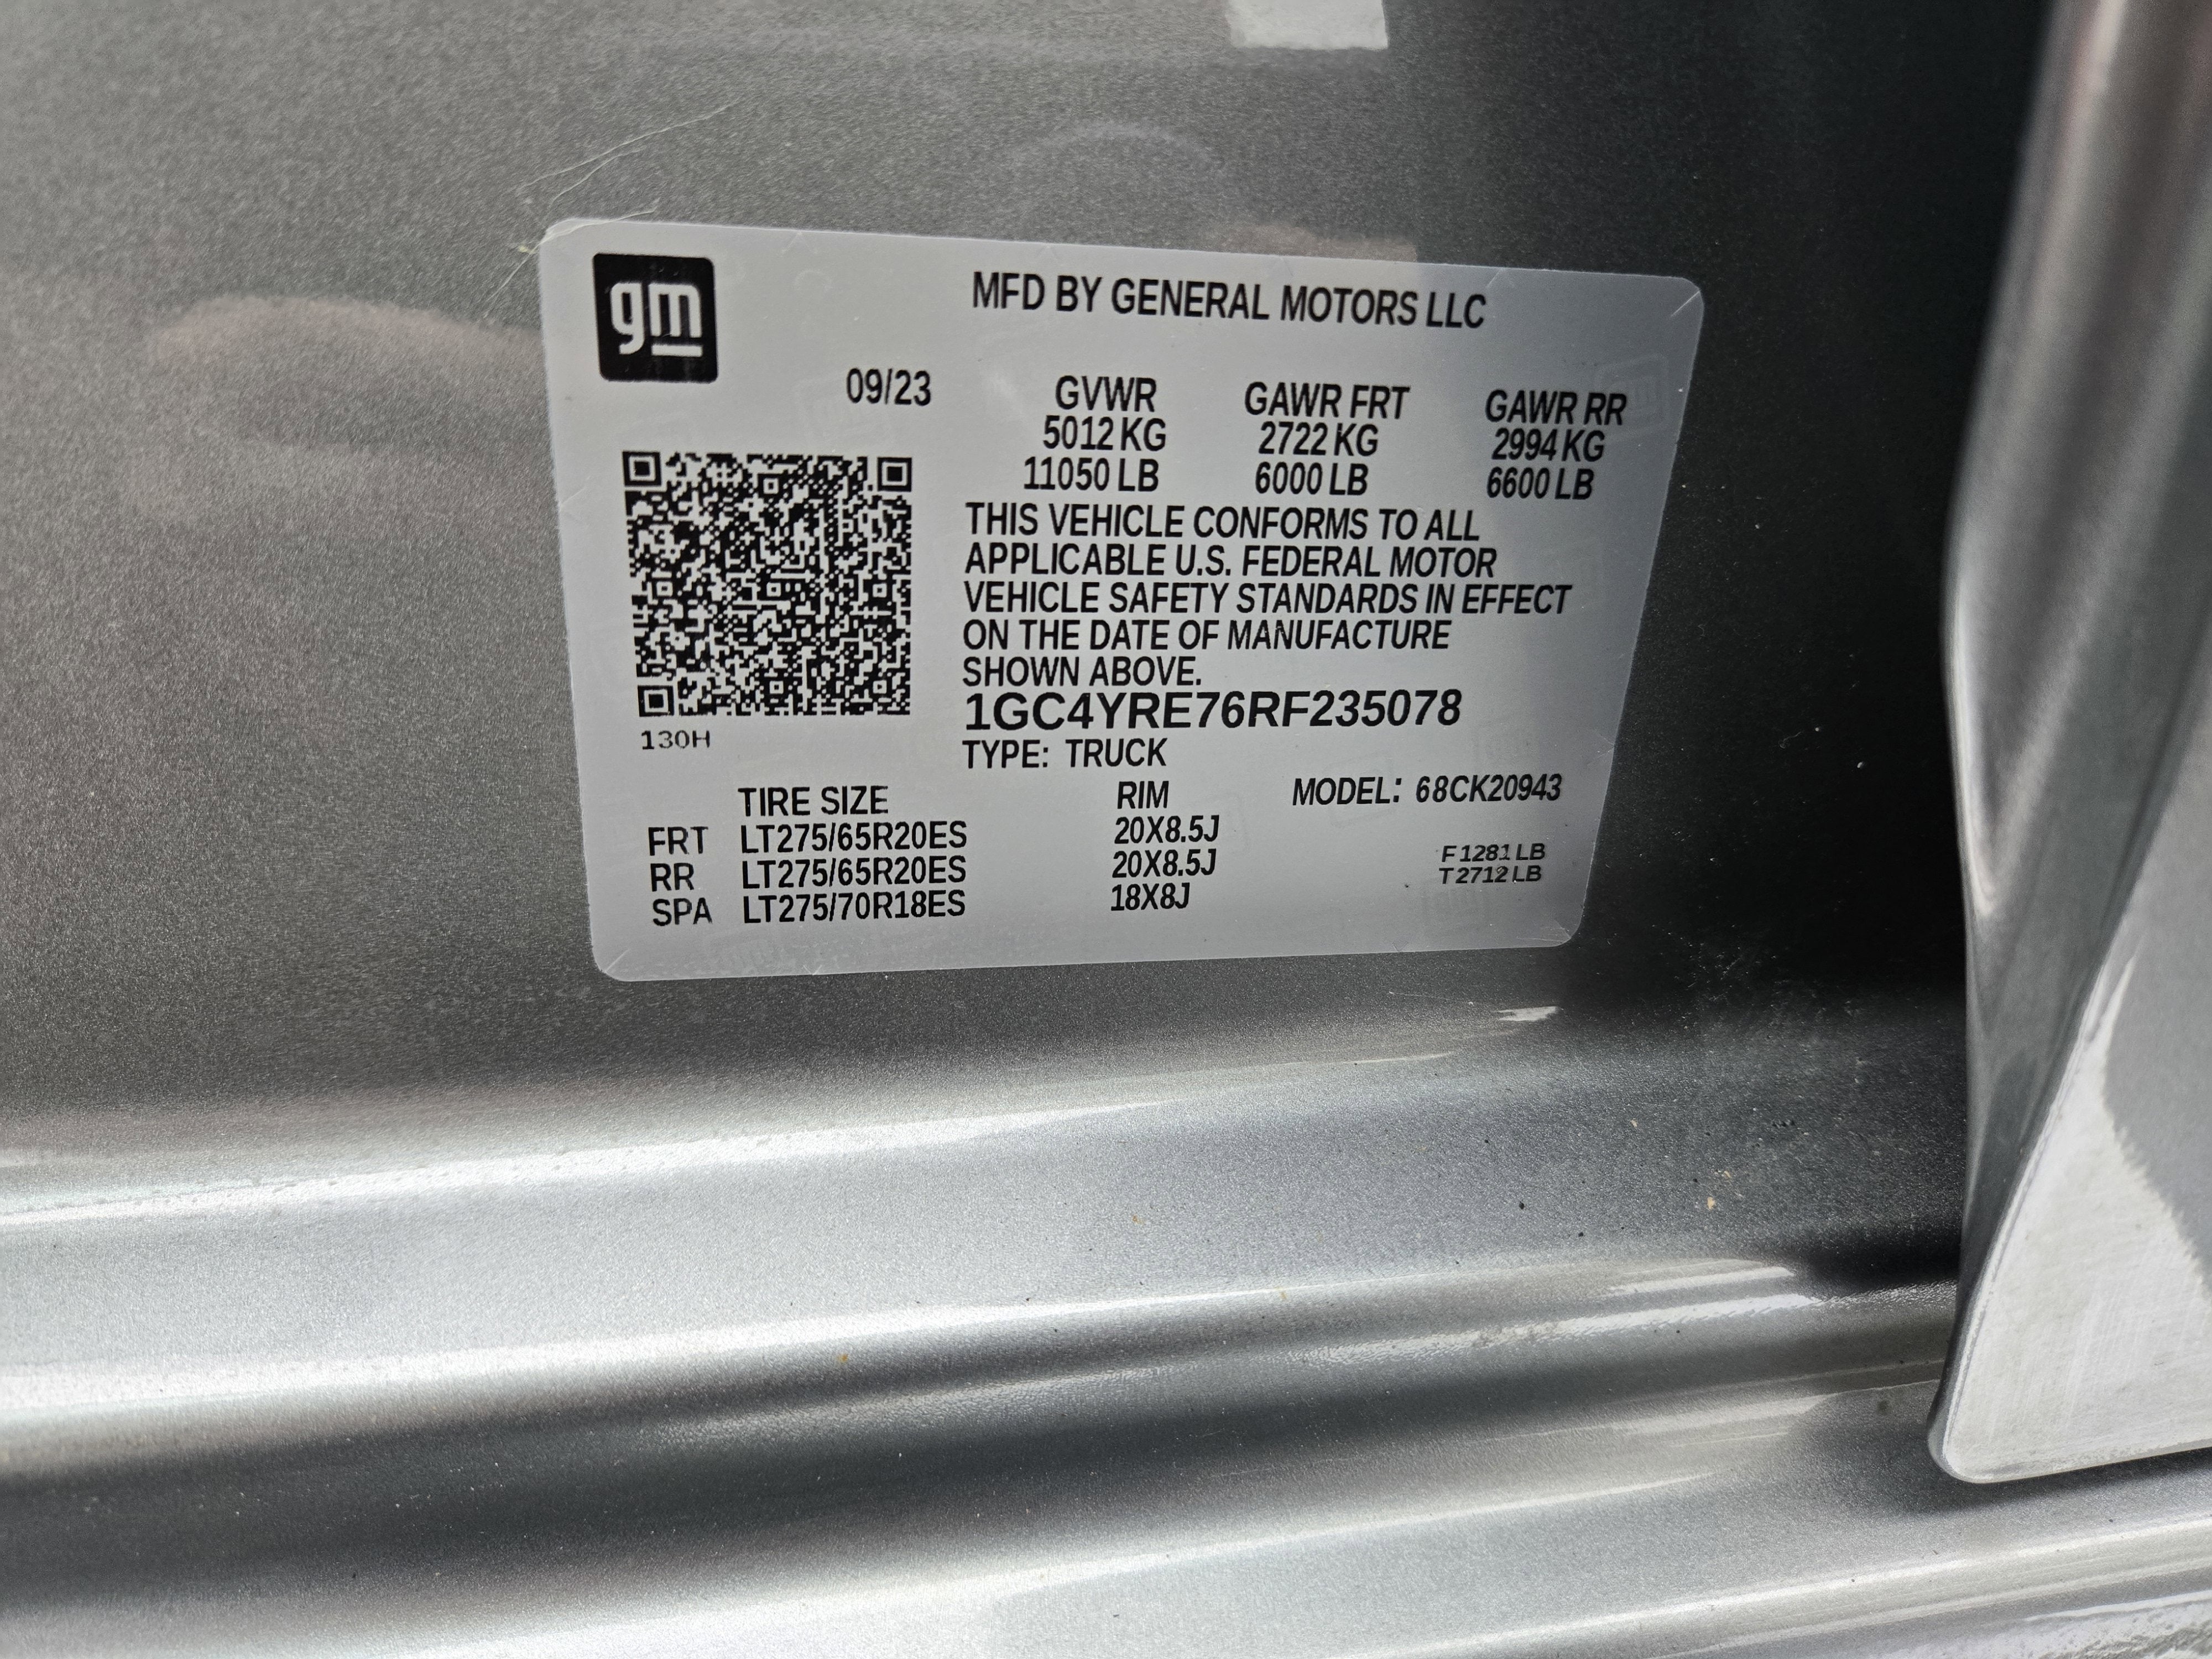 gm
MFD BY GENERAL MOTORS LLC
09/23 GVWR GAWR FRT GAWR RR
5012 KG 2722 KG 2994 KG
11050 LB 6000 LB 6600 LB
THIS VEHICLE CONFORMS TO ALL
APPLICABLE U.S. FEDERAL MOTOR
VEHICLE SAFETY STANDARDS IN EFFECT
ON THE DATE OF MANUFACTURE
SHOWN ABOVE.
1GC4YRE76RF235078
130H
TYPE: TRUCK
TIRE SIZE RIM MODEL: 68CK20943
FRT LT275/65R20ES 20X8.5J
RR LT275/65R20ES 20X8.5J
SPA LT275/70R18ES 18X8J
F 1281 LB
T 2712 LB